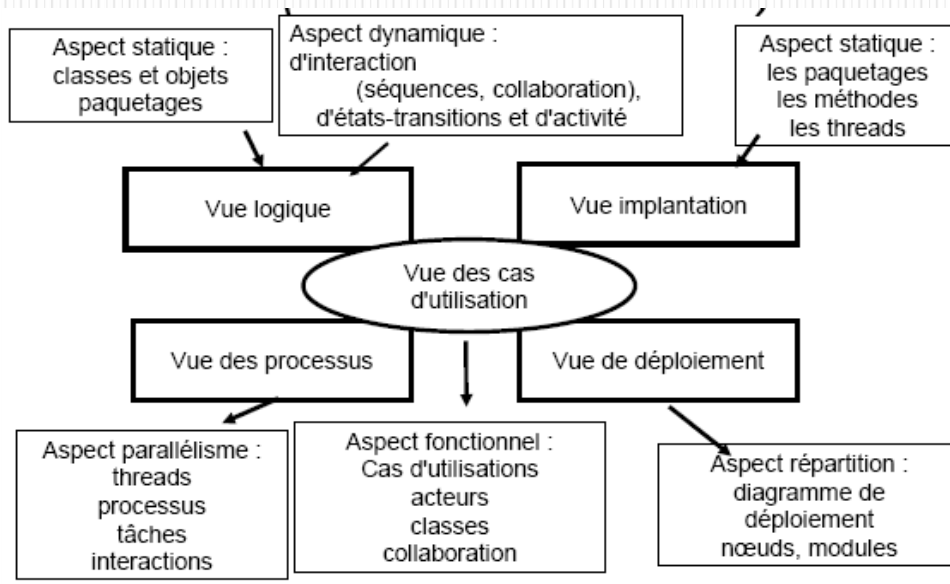 Aspect statique :
classes et objets
paquetages
Aspect dynamique :
d'interaction
(séquences, collaboration),
d'états-transitions et d'activité
Aspect statique :
les paquetages
les méthodes
les threads
Vue logique
Vue implantation
Vue des cas
d'utilisation
Vue des processus
Vue de déploiement
Aspect parallélisme :
threads
processus
tâches
interactions
Aspect fonctionnel :
Cas d'utilisations
acteurs
classes
collaboration
Aspect répartition :
diagramme de
déploiement
nœuds, modules